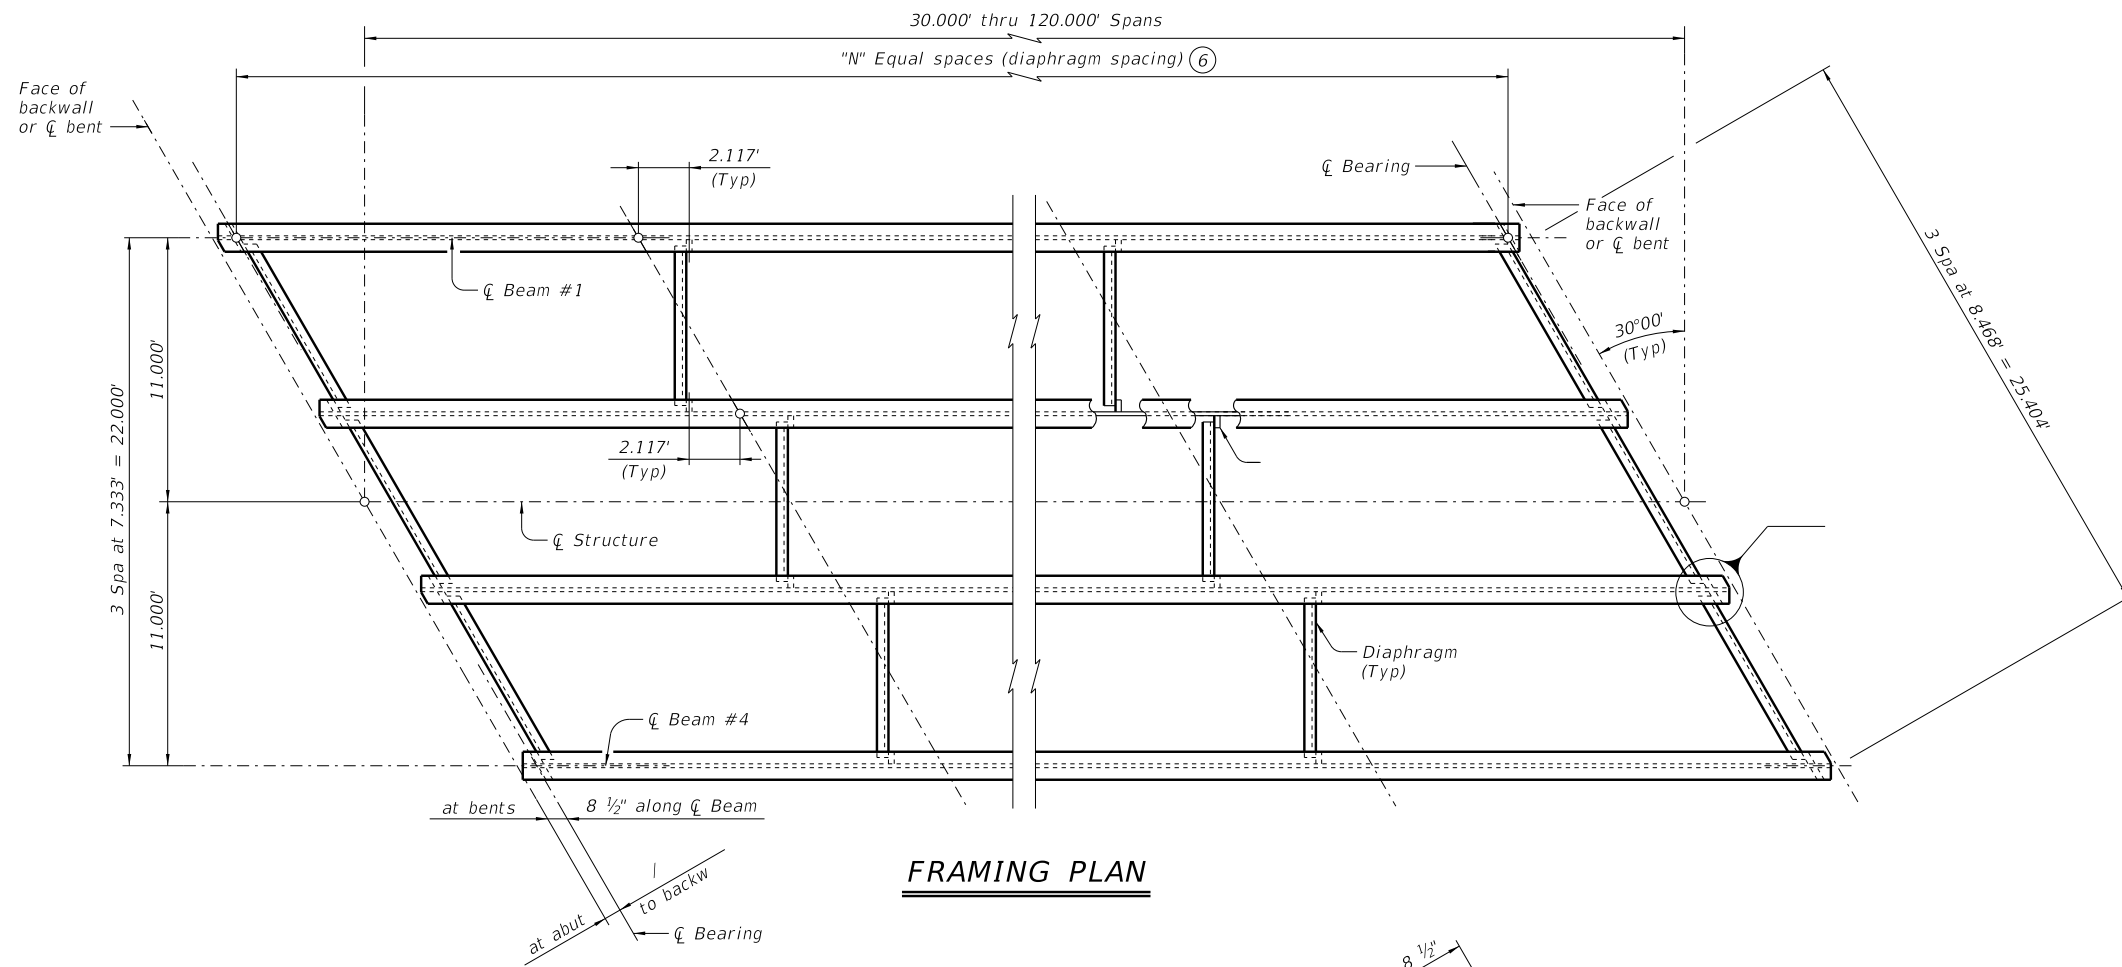 30.000' thru 120.000' Spans
"N" Equal spaces (diaphragm spacing) 6
Face of
backwall
or ℄ bent
2.117'
(Typ)
℄ Bearing
Face of
backwall
or ℄ bent
3 Spa at 8.468' = 25.404'
30°00'
(Typ)
℄ Beam #1
3 Spa at 7.333' = 22.000'
11.000'
11.000'
2.117'
(Typ)
℄ Structure
Diaphragm
(Typ)
℄ Beam #4
at bents
8 ½" along ℄ Beam
FRAMING PLAN
at abut
to backw
℄ Bearing
8 ½"